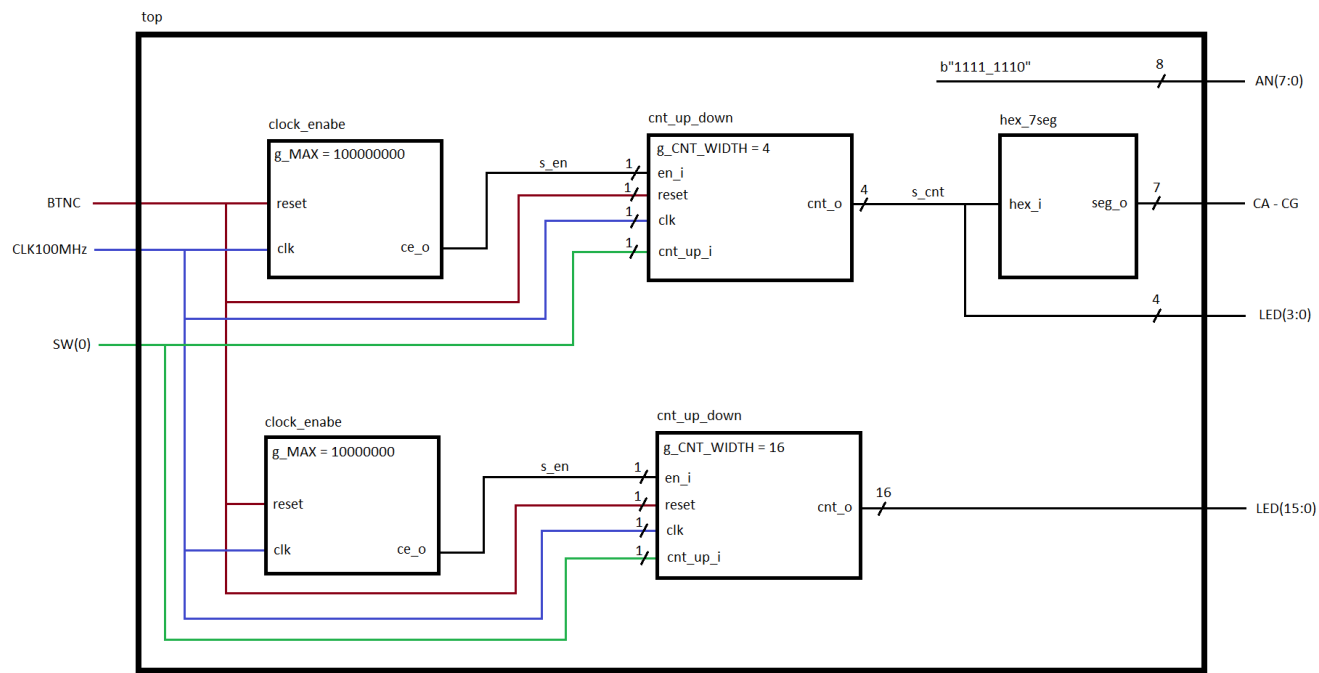 top
b"1111_1110"
8
AN(7:0)
clock_enabe
g_MAX = 100000000
reset
clk
ce_o
s_en
cnt_up_down
g_CNT_WIDTH = 4
1
en_i
1
reset
1
clk
1
cnt_up_i
cnt_o
4
s_cnt
hex_7seg
hex_i
seg_o
7
CA - CG
BTNC
CLK100MHz
SW(0)
4
LED(3:0)
clock_enabe
g_MAX = 10000000
reset
clk
ce_o
s_en
cnt_up_down
g_CNT_WIDTH = 16
1
en_i
1
reset
1
clk
1
cnt_up_i
cnt_o
16
LED(15:0)